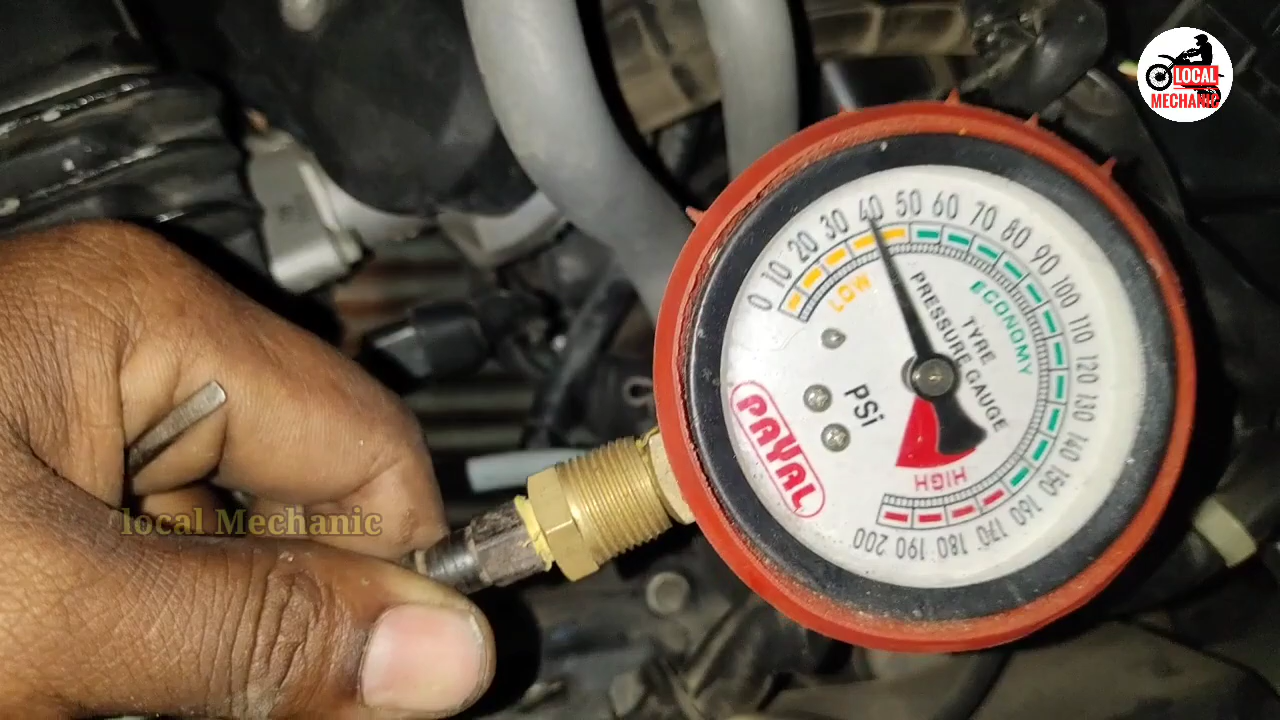 LOCAL
MECHANIC
0 10 20 30 40 50 60 70 80 90 100 110 120 130 140 150 160 170 180 190 200
LOW
ECONOMY
TYRE
PRESSURE GAUGE
PSi
PAYAL
HIGH
local Mechanic